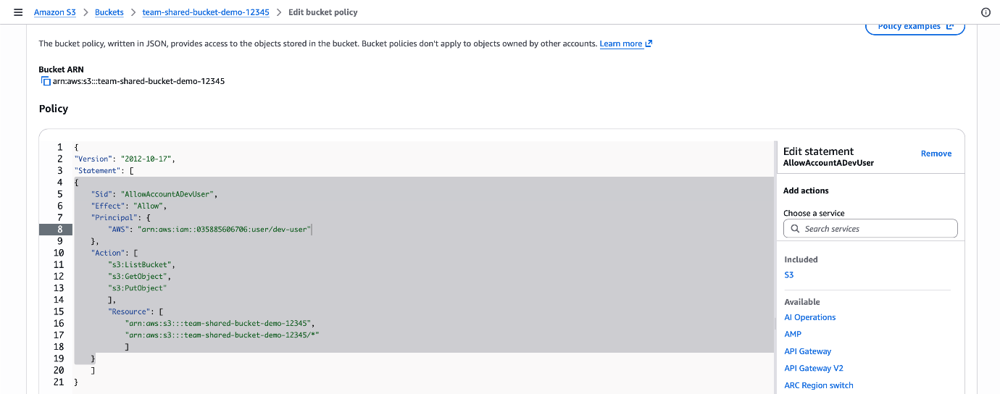 Amazon S3 > Buckets > team-shared-bucket-demo-12345 > Edit bucket policy
Policy examples
The bucket policy, written in JSON, provides access to the objects stored in the bucket. Bucket policies don't apply to objects owned by other accounts. Learn more
Bucket ARN
arn:aws:s3:::team-shared-bucket-demo-12345
Policy
1 {
2 "Version": "2012-10-17",
3 "Statement": [
4 {
5 "Sid": "AllowAccountADevUser",
6 "Effect": "Allow",
7 "Principal": {
8 "AWS": "arn:aws:iam::035885606706:user/dev-user"
9 },
10 "Action": [
11 "s3:ListBucket",
12 "s3:GetObject",
13 "s3:PutObject"
14 ],
15 "Resource": [
16 "arn:aws:s3:::team-shared-bucket-demo-12345",
17 "arn:aws:s3:::team-shared-bucket-demo-12345/*"
18 ]
19 }
20 ]
21 }
Edit statement
Remove
AllowAccountADevUser
Add actions
Choose a service
Search services
Included
S3
Available
AI Operations
AMP
API Gateway
API Gateway V2
ARC Region switch